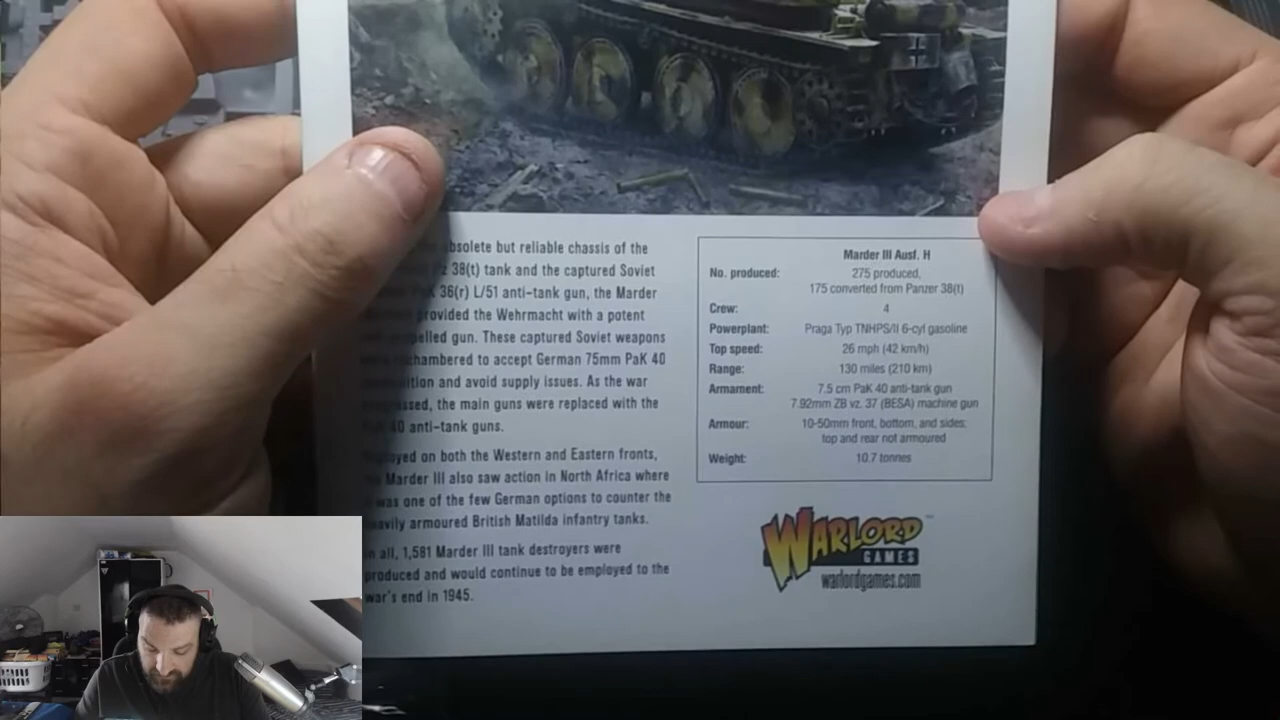 obsolete but reliable chassis of the
38(t) tank and the captured Soviet
36(r) L/51 anti-tank gun, the Marder
provided the Wehrmacht with a potent
gun. These captured Soviet weapons
to accept German 75mm PaK 40
and avoid supply issues. As the war
the main guns were replaced with the
40 anti-tank guns.
on both the Western and Eastern fronts,
Marder III also saw action in North Africa where
was one of the few German options to counter the
heavily armoured British Matilda infantry tanks.
in all, 1,581 Marder III tank destroyers were
produced and would continue to be employed to the
war's end in 1945.
Marder III Ausf. H
No. produced: 275 produced,
175 converted from Panzer 38(t)
Crew: 4
Powerplant: Praga Typ TNHPS/II 6-cyl gasoline
Top speed: 26 mph (42 km/h)
Range: 130 miles (210 km)
Armament: 7.5 cm PaK 40 anti-tank gun
7.92mm ZB vz. 37 (BESA) machine gun
Armour: 10-50mm front, bottom, and sides;
top and rear not armoured
Weight: 10.7 tonnes
WARLORD
GAMES
warlordgames.com